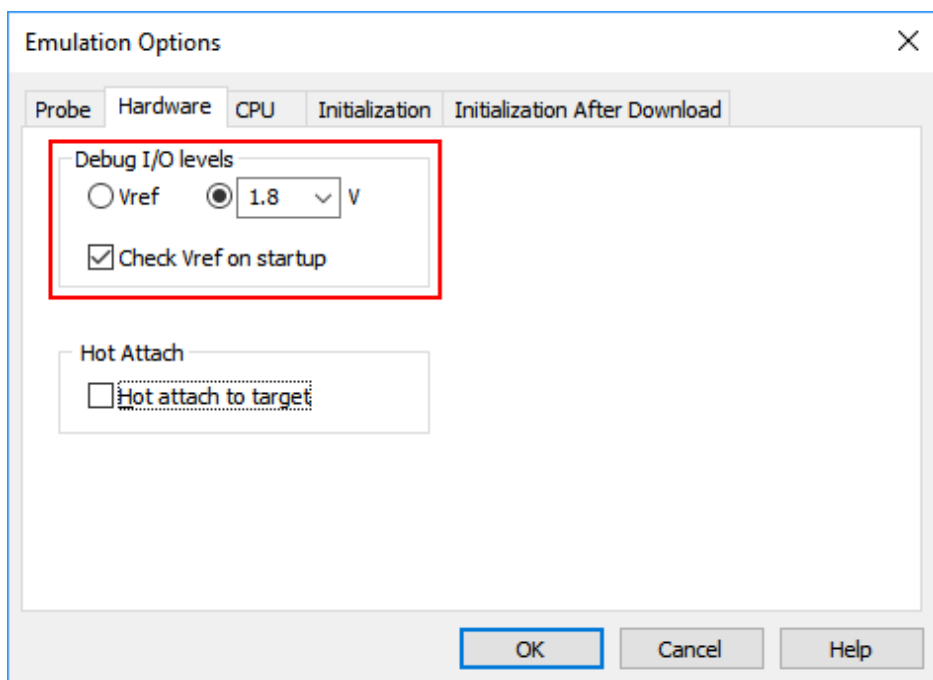 Emulation Options
Probe Hardware CPU Initialization Initialization After Download
Debug I/O levels
Vref 1.8 V
Check Vref on startup
Hot Attach
Hot attach to target
OK Cancel Help